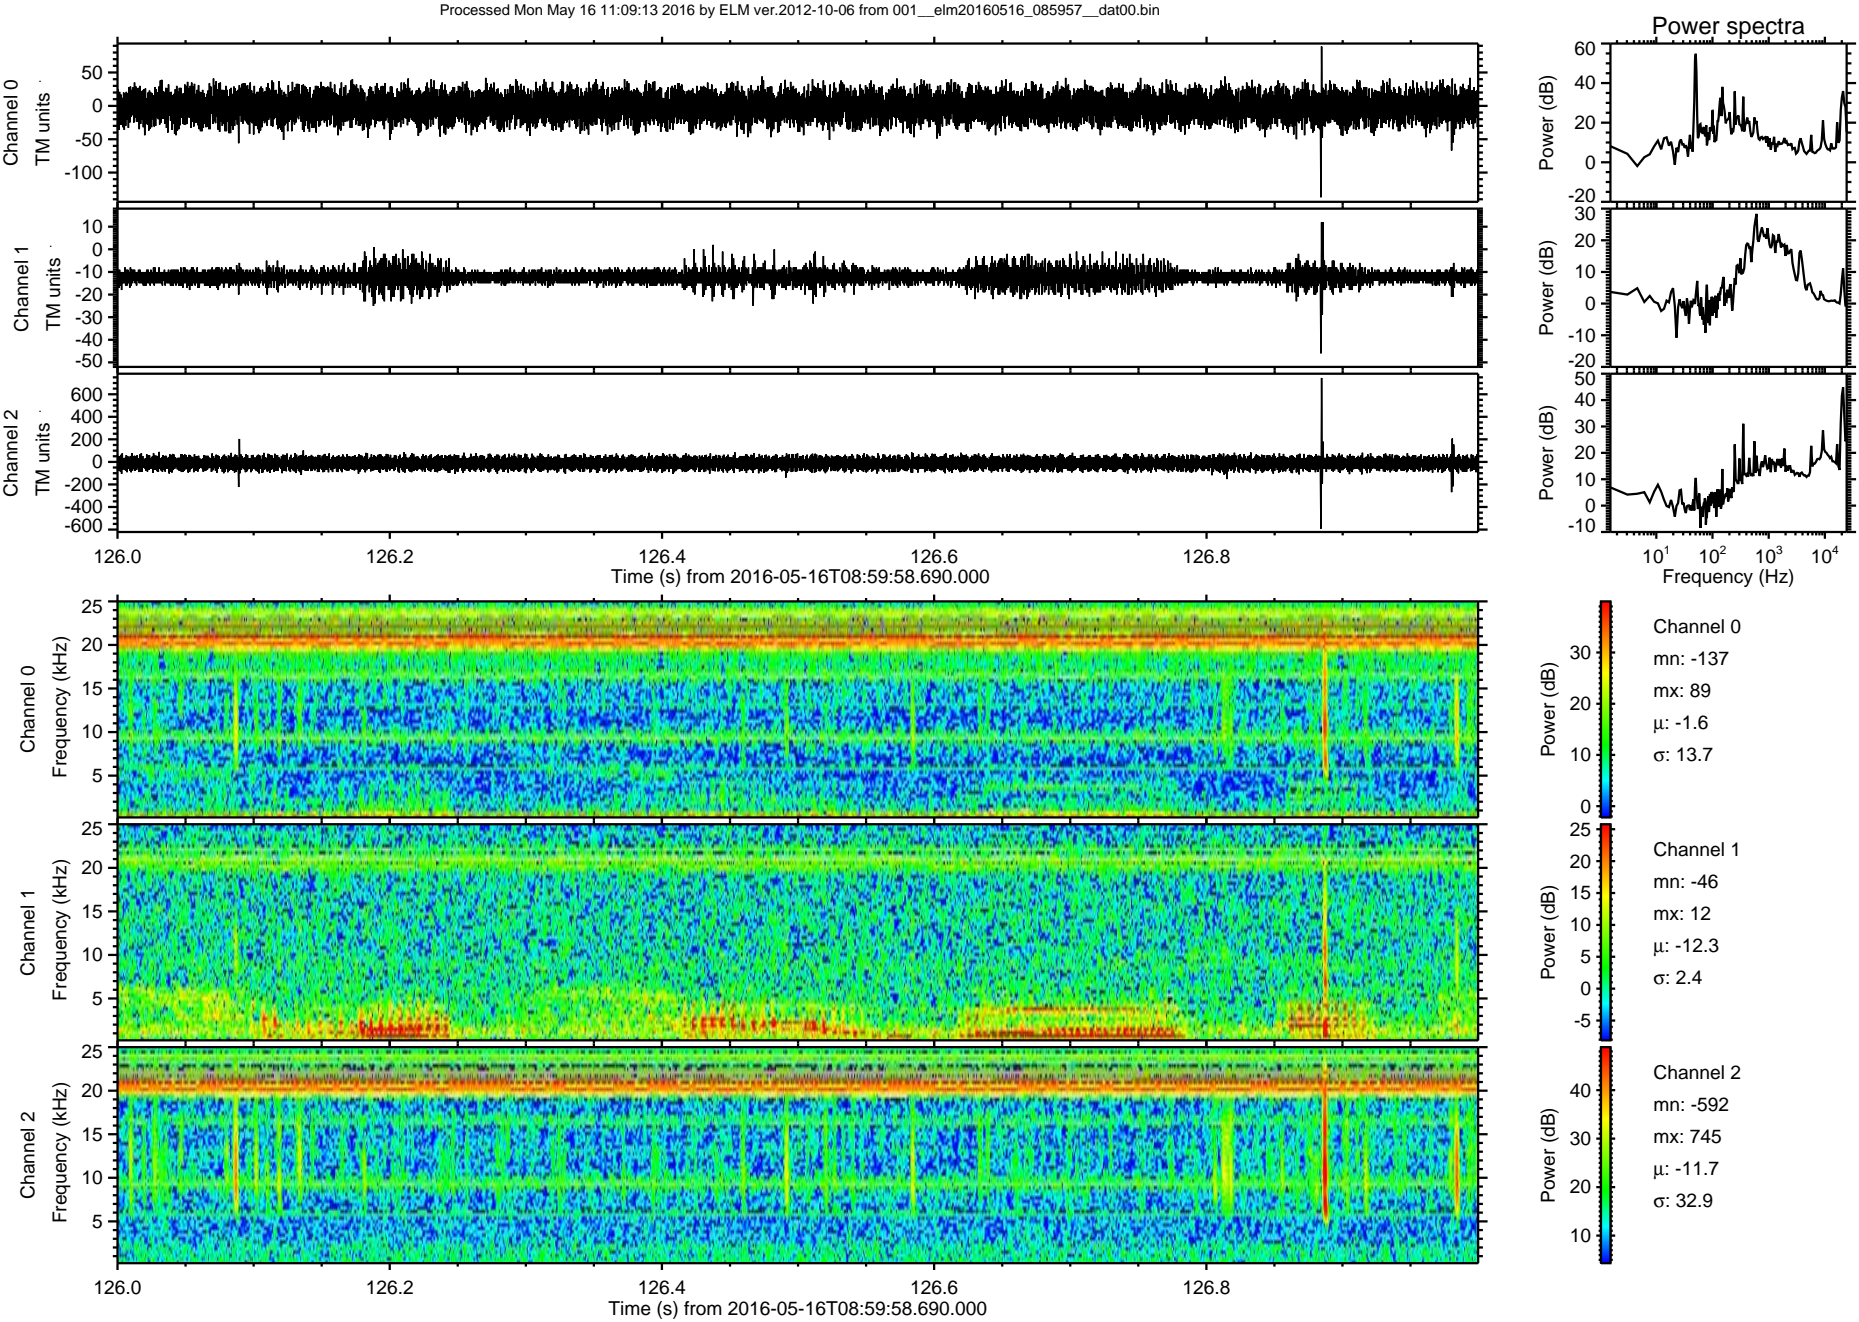 Processed Mon May 16 11:09:13 2016 by ELM ver.2012-10-06 from 001__elm20160516_085957__dat00.bin
Power spectra
Channel 0
TM units
50
0
-50
-100
Power (dB)
60
40
20
0
-20
Channel 1
TM units
10
0
-10
-20
-30
-40
-50
Power (dB)
30
20
10
0
-10
-20
Channel 2
TM units
600
400
200
0
-200
-400
-600
Power (dB)
50
40
30
20
10
0
-10
126.0 126.2 126.4 126.6 126.8
Time (s) from 2016-05-16T08:59:58.690.000
10^1 10^2 10^3 10^4
Frequency (Hz)
Channel 0
Frequency (kHz)
25
20
15
10
5
Power (dB)
30
20
10
0
Channel 0
mn: -137
mx: 89
μ: -1.6
σ: 13.7
Channel 1
Frequency (kHz)
25
20
15
10
5
Power (dB)
25
20
15
10
5
0
-5
Channel 1
mn: -46
mx: 12
μ: -12.3
σ: 2.4
Channel 2
Frequency (kHz)
25
20
15
10
5
Power (dB)
40
30
20
10
Channel 2
mn: -592
mx: 745
μ: -11.7
σ: 32.9
126.0 126.2 126.4 126.6 126.8
Time (s) from 2016-05-16T08:59:58.690.000